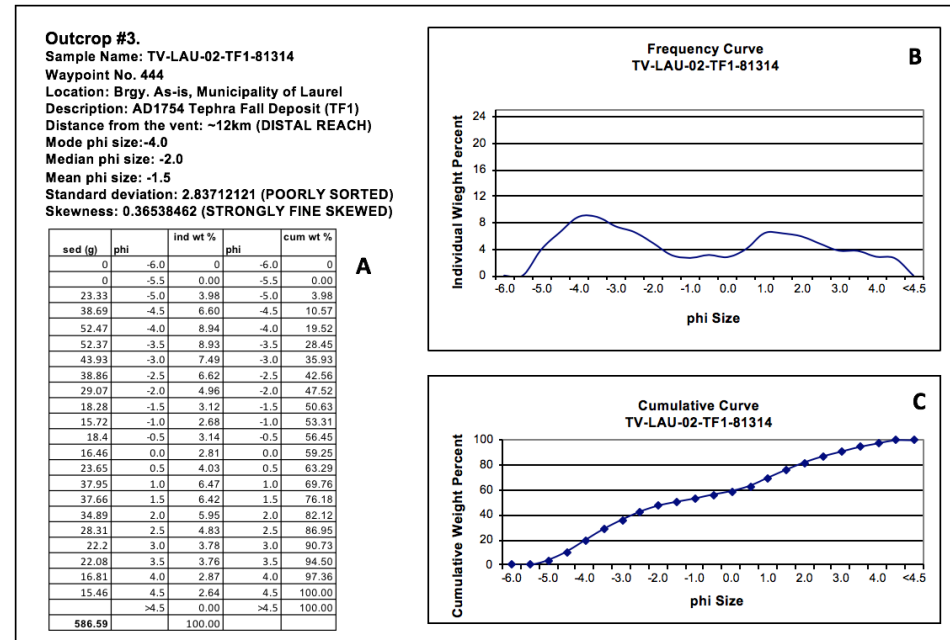 Outcrop #3.
Sample Name: TV-LAU-02-TF1-81314
Waypoint No. 444
Location: Brgy. As-is, Municipality of Laurel
Description: AD1754 Tephra Fall Deposit (TF1)
Distance from the vent: ~12km (DISTAL REACH)
Mode phi size:-4.0
Median phi size: -2.0
Mean phi size: -1.5
Standard deviation: 2.83712121 (POORLY SORTED)
Skewness: 0.36538462 (STRONGLY FINE SKEWED)
sed (g) phi ind wt % phi cum wt %
0 -6.0 0 -6.0 0
0 -5.5 0.00 -5.5 0.00
23.33 -5.0 3.98 -5.0 3.98
38.69 -4.5 6.60 -4.5 10.57
52.47 -4.0 8.94 -4.0 19.52
52.37 -3.5 8.93 -3.5 28.45
43.93 -3.0 7.49 -3.0 35.93
38.86 -2.5 6.62 -2.5 42.56
29.07 -2.0 4.96 -2.0 47.52
18.28 -1.5 3.12 -1.5 50.63
15.72 -1.0 2.68 -1.0 53.31
18.4 -0.5 3.14 -0.5 56.45
16.46 0.0 2.81 0.0 59.25
23.65 0.5 4.03 0.5 63.29
37.95 1.0 6.47 1.0 69.76
37.66 1.5 6.42 1.5 76.18
34.89 2.0 5.95 2.0 82.12
28.31 2.5 4.83 2.5 86.95
22.2 3.0 3.78 3.0 90.73
22.08 3.5 3.76 3.5 94.50
16.81 4.0 2.87 4.0 97.36
15.46 4.5 2.64 4.5 100.00
>4.5 0.00 >4.5 100.00
586.59 100.00
A
Frequency Curve
TV-LAU-02-TF1-81314
B
Individual Wieght Percent
24
20
16
12
8
4
0
-6.0 -5.0 -4.0 -3.0 -2.0 -1.0 0.0 1.0 2.0 3.0 4.0 <4.5
phi Size
Cumulative Curve
TV-LAU-02-TF1-81314
C
Cumulative Weight Percent
100
80
60
40
20
0
-6.0 -5.0 -4.0 -3.0 -2.0 -1.0 0.0 1.0 2.0 3.0 4.0 <4.5
phi Size